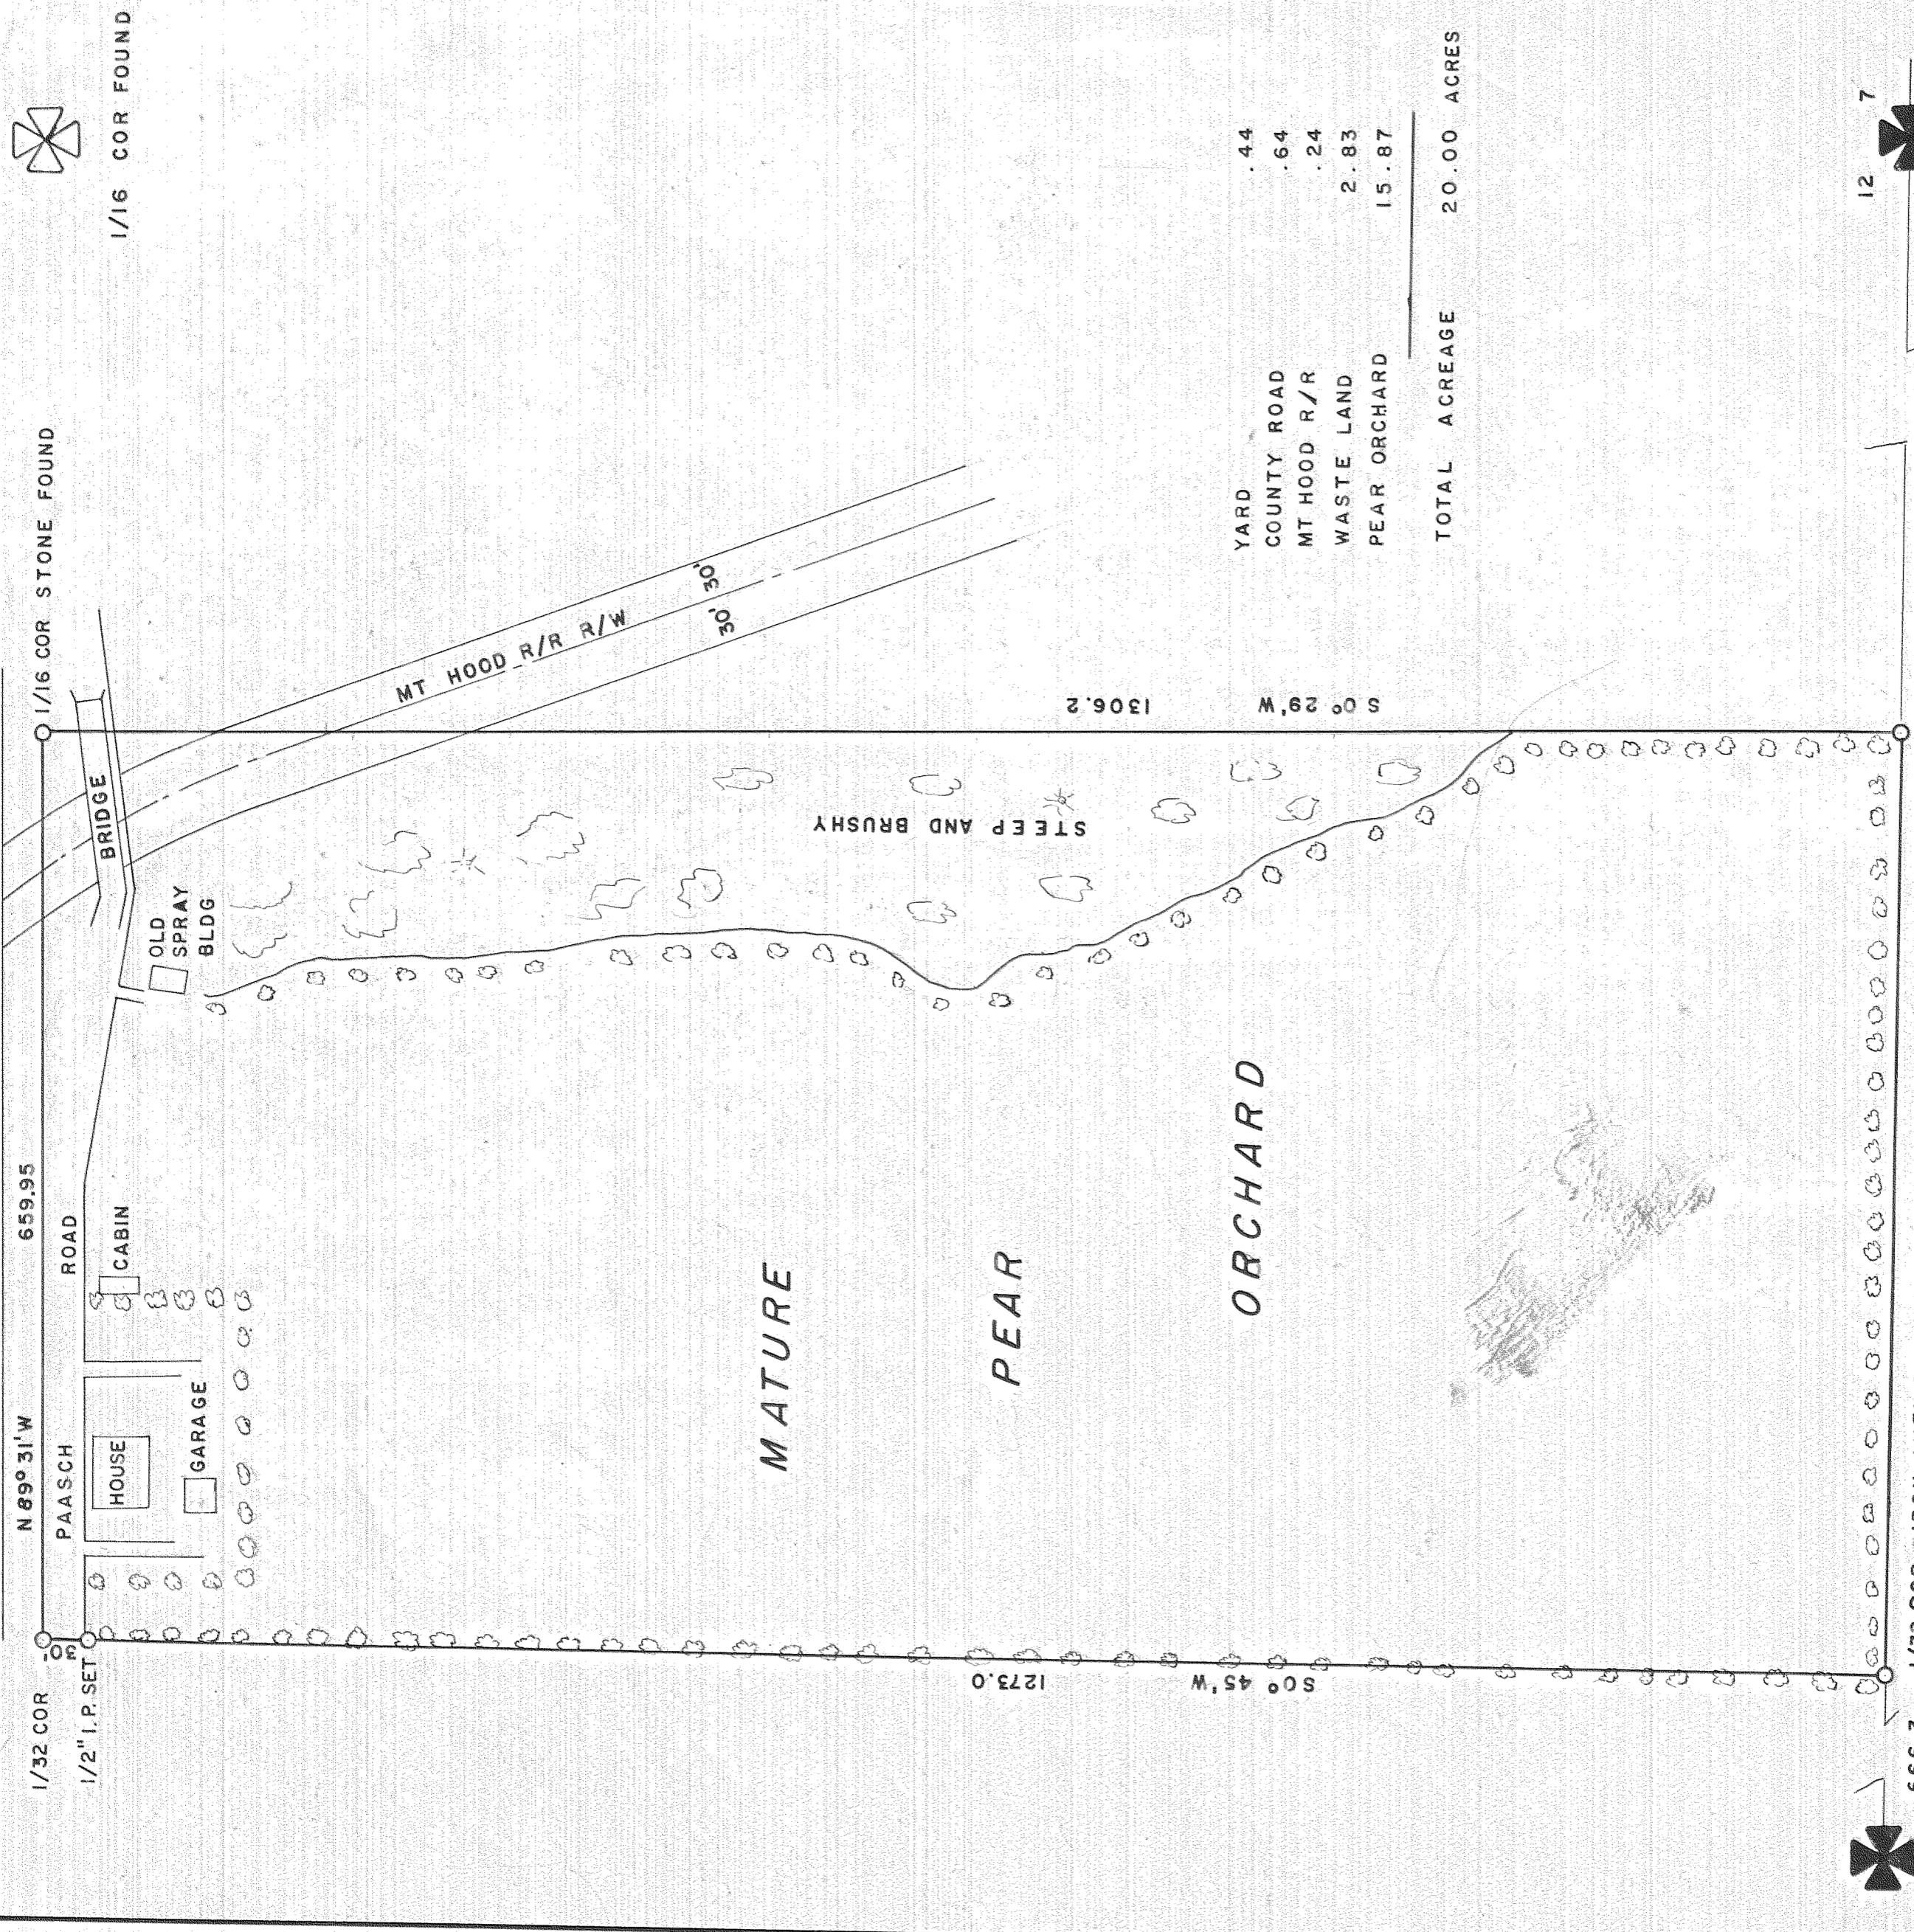 1/16 COR FOUND
1/16 COR STONE FOUND
N 89° 31' W 659.95
1/32 COR
30'
1/2" I.P. SET
PAASCH ROAD
BRIDGE
HOUSE
GARAGE
CABIN
OLD
SPRAY
BLDG
MT HOOD R/R R/W
30' 30'
STEEP AND BRUSHY
1306.2 S 0° 29' W
1273.0 S 0° 45' W
MATURE
PEAR
ORCHARD
YARD .44
COUNTY ROAD .64
MT HOOD R/R .24
WASTE LAND 2.83
PEAR ORCHARD 15.87
TOTAL ACREAGE 20.00 ACRES
12 7